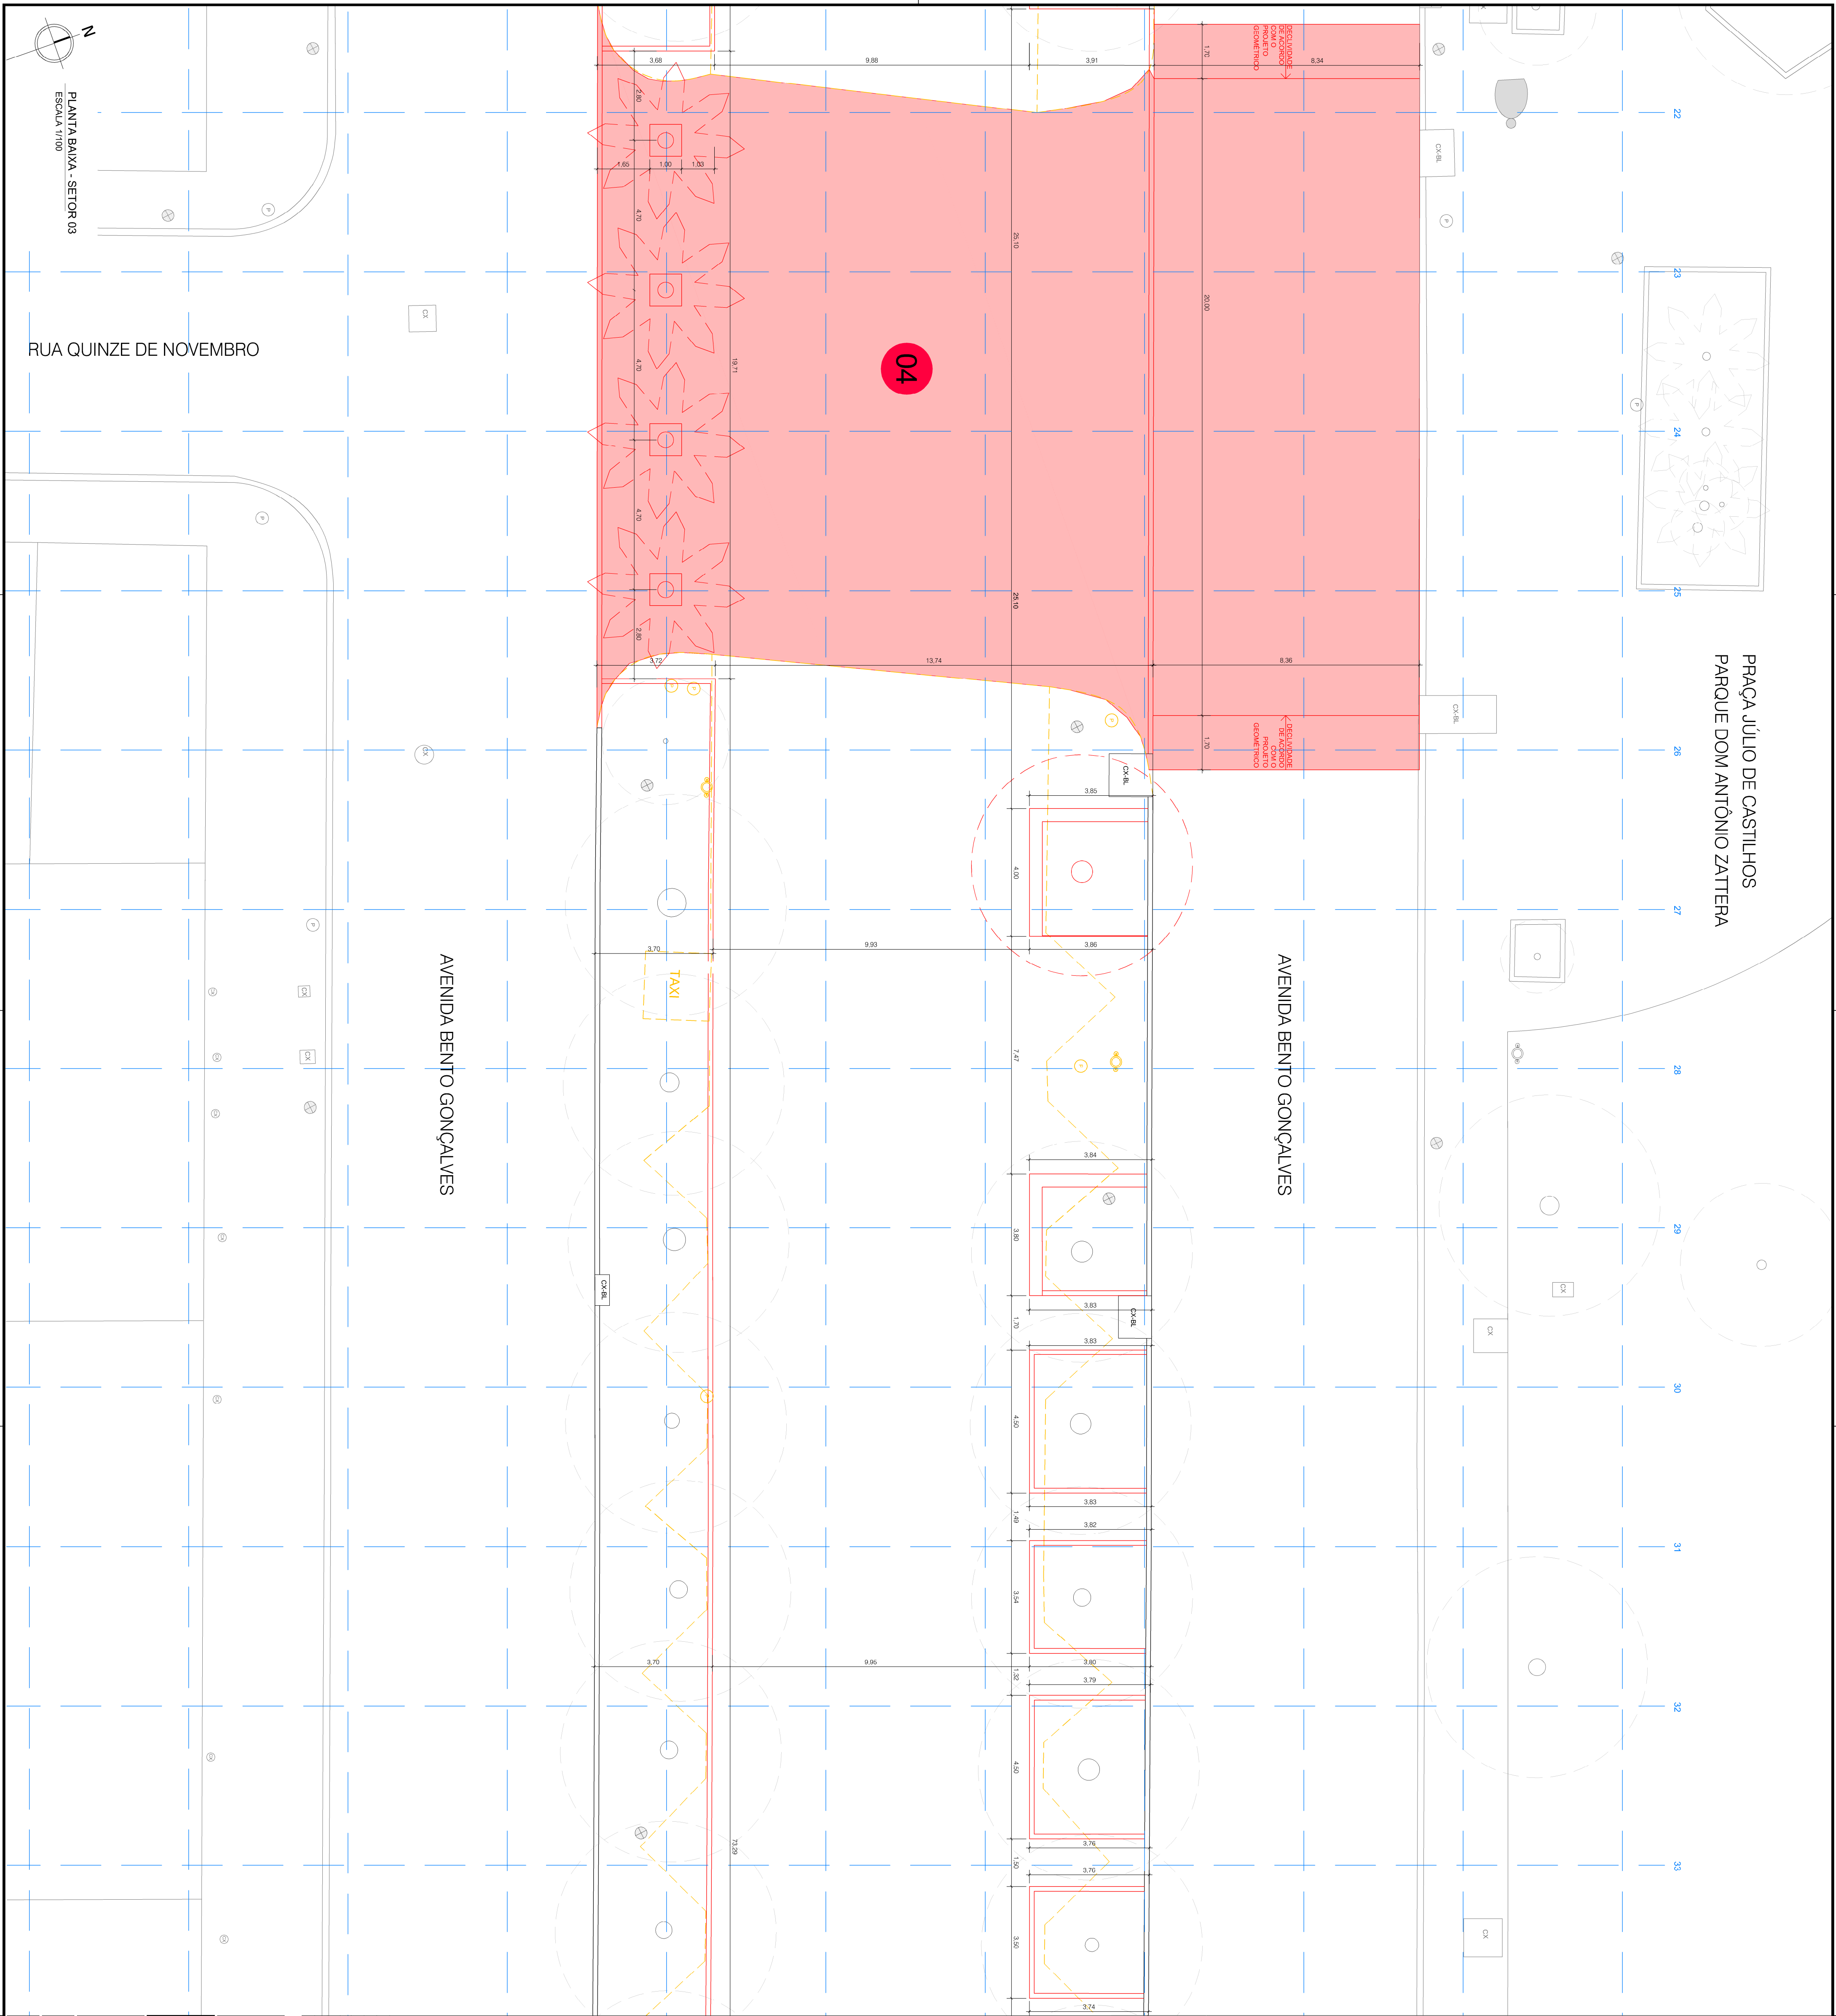 N
PLANTA BAIXA - SETOR 03
ESCALA 1/100
RUA QUINZE DE NOVEMBRO
04
PRAÇA JÚLIO DE CASTILHOS
PARQUE DOM ANTÔNIO ZATTERA
AVENIDA BENTO GONÇALVES
AVENIDA BENTO GONÇALVES
DECLIVIDADE
DE ACORDO
COM O
PROJETO
GEOMÉTRICO
DECLIVIDADE
DE ACORDO
COM O
PROJETO
GEOMÉTRICO
TAXI
22
23
24
25
26
27
28
29
30
31
32
33
3,68
9,88
3,91
8,34
1,70
20,00
1,70
2,80
4,70
4,70
4,70
2,80
1,65
1,00
1,03
19,71
25,10
25,10
3,72
13,74
8,36
3,85
4,00
3,70
9,93
3,86
7,47
3,84
3,80
3,83
1,70
3,83
4,50
3,83
1,49
3,82
3,54
3,70
9,95
3,80
1,32
3,79
4,50
73,29
3,76
1,50
3,76
3,50
3,74
CX-BL
CX-BL
CX-BL
CX-BL
CX-BL
CX
CX
CX
CX
CX
CX
CX
P
P
P
P
P
P
P
P
P